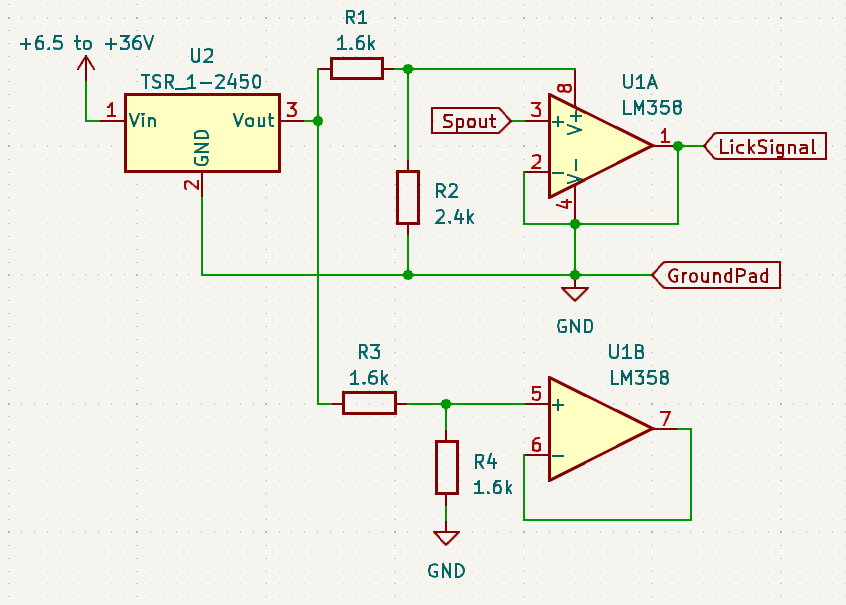 +6.5 to +36V
U2
TSR_1-2450
1
Vin
Vout
3
GND
2
R1
1.6k
R2
2.4k
U1A
LM358
8
V+
Spout
3
+
2
-
V-
4
1
LickSignal
GroundPad
GND
R3
1.6k
R4
1.6k
GND
U1B
LM358
5
+
6
-
7